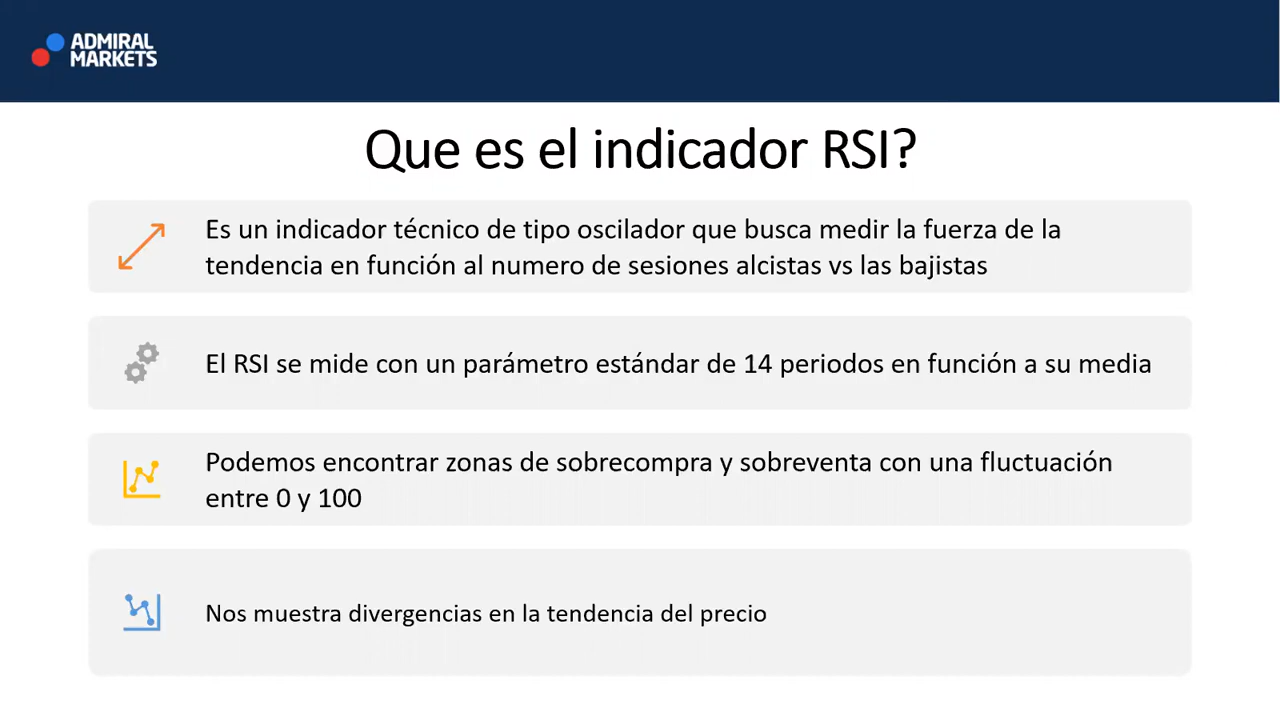 ADMIRAL
MARKETS
Que es el indicador RSI?
Es un indicador técnico de tipo oscilador que busca medir la fuerza de la
tendencia en función al numero de sesiones alcistas vs las bajistas
El RSI se mide con un parámetro estándar de 14 periodos en función a su media
Podemos encontrar zonas de sobrecompra y sobreventa con una fluctuación
entre 0 y 100
Nos muestra divergencias en la tendencia del precio